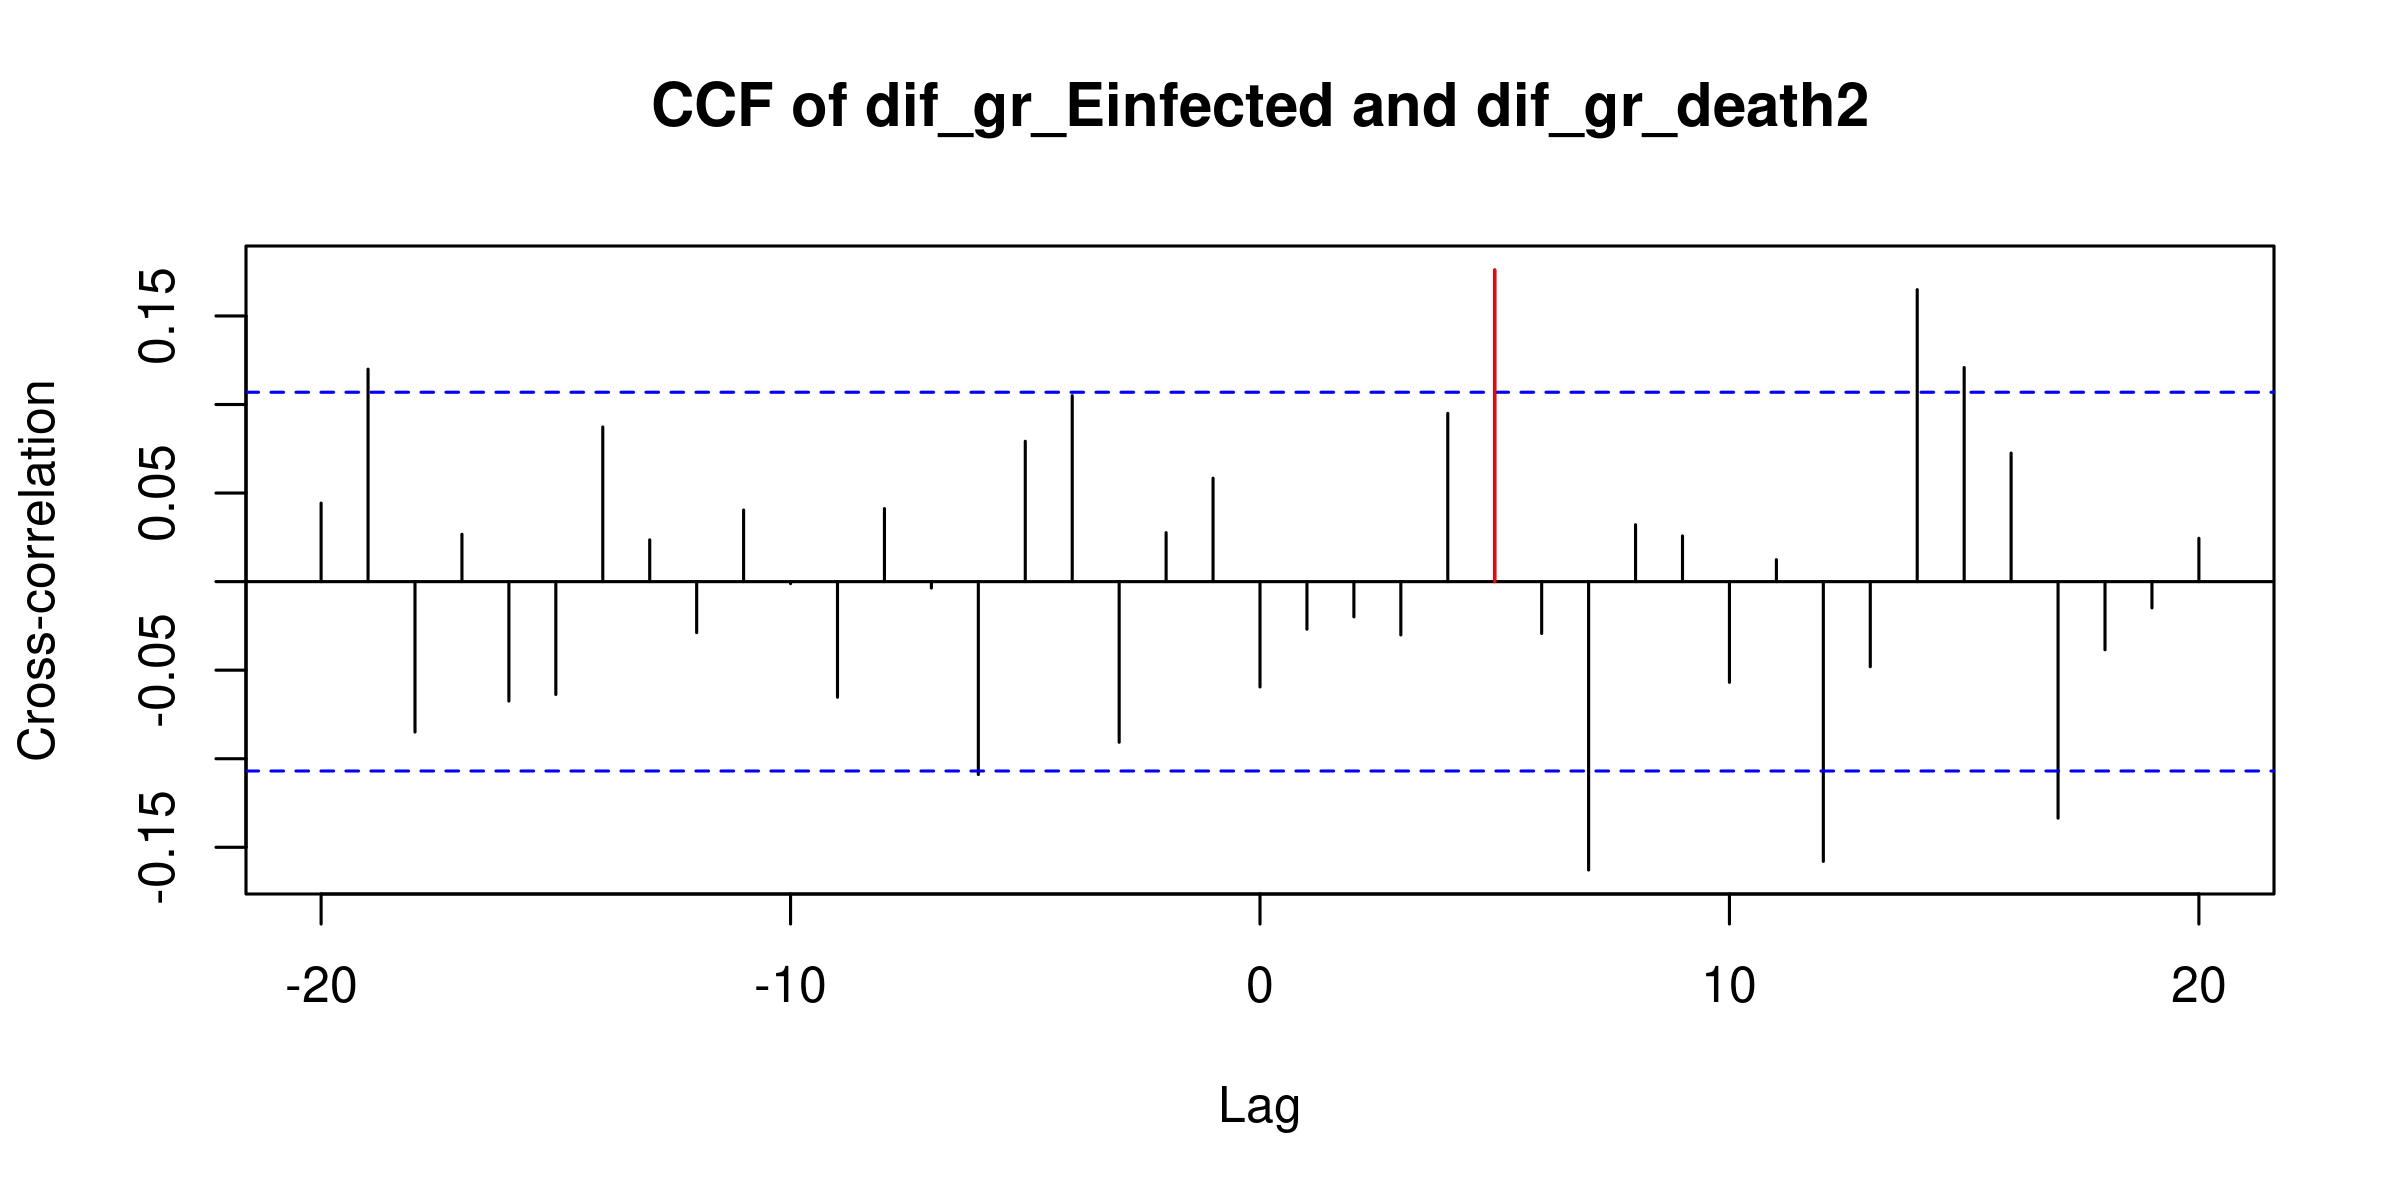 CCF of dif_gr_Einfected and dif_gr_death2
Cross-correlation
0.15
0.05
-0.05
-0.15
-20 -10 0 10 20
Lag